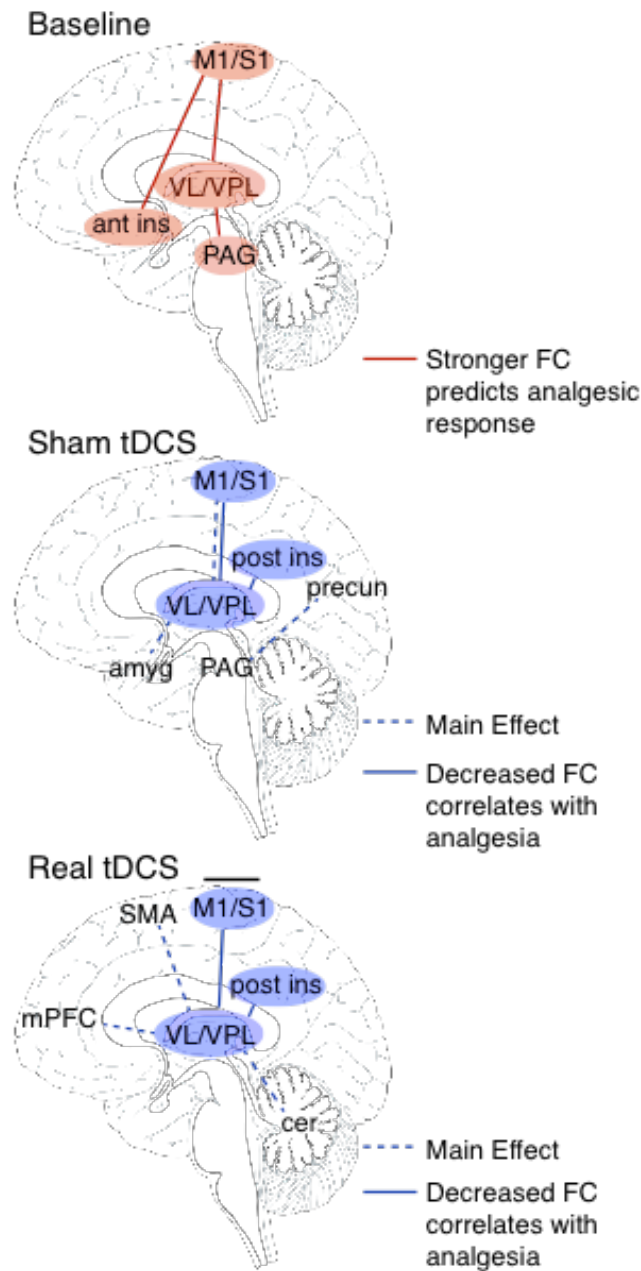 Baseline
M1/S1
VL/VPL
ant ins
PAG
Stronger FC
predicts analgesic
response
Sham tDCS
M1/S1
post ins
precun
VL/VPL
amyg
PAG
Main Effect
Decreased FC
correlates with
analgesia
Real tDCS
SMA
M1/S1
post ins
mPFC
VL/VPL
cer
Main Effect
Decreased FC
correlates with
analgesia